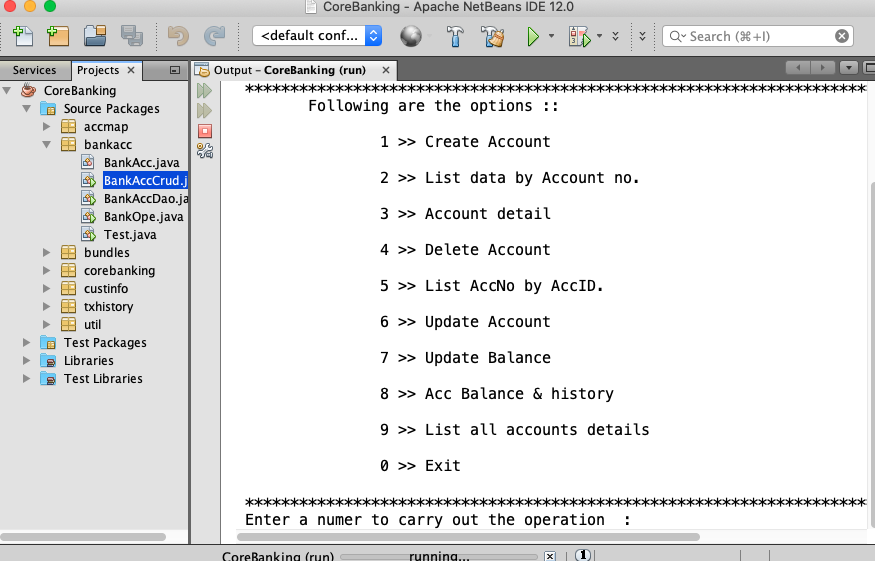 CoreBanking - Apache NetBeans IDE 12.0
<default conf...
Search (⌘+I)
Services
Projects
Output – CoreBanking (run)
CoreBanking
Source Packages
accmap
bankacc
BankAcc.java
BankAccCrud.j
BankAccDao.ja
BankOpe.java
Test.java
bundles
corebanking
custinfo
txhistory
util
Test Packages
Libraries
Test Libraries
*********************************************************************
Following are the options ::
1 >> Create Account
2 >> List data by Account no.
3 >> Account detail
4 >> Delete Account
5 >> List AccNo by AccID.
6 >> Update Account
7 >> Update Balance
8 >> Acc Balance & history
9 >> List all accounts details
0 >> Exit
*********************************************************************
Enter a numer to carry out the operation  :
CoreBanking (run)
running...
1